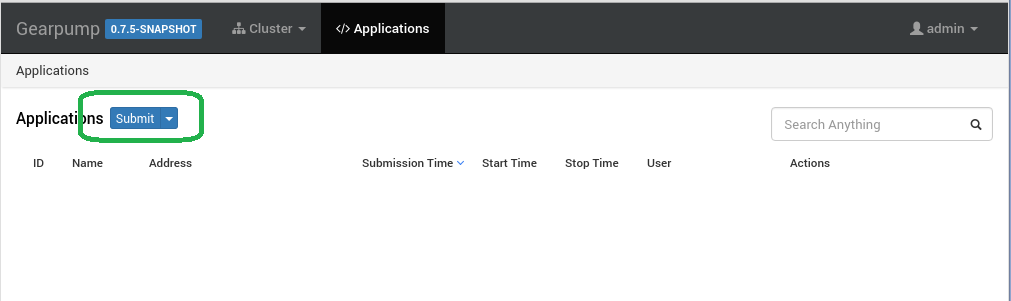 Gearpump 0.7.5-SNAPSHOT Cluster </> Applications admin
Applications
Applications Submit Search Anything
ID Name Address Submission Time Start Time Stop Time User Actions